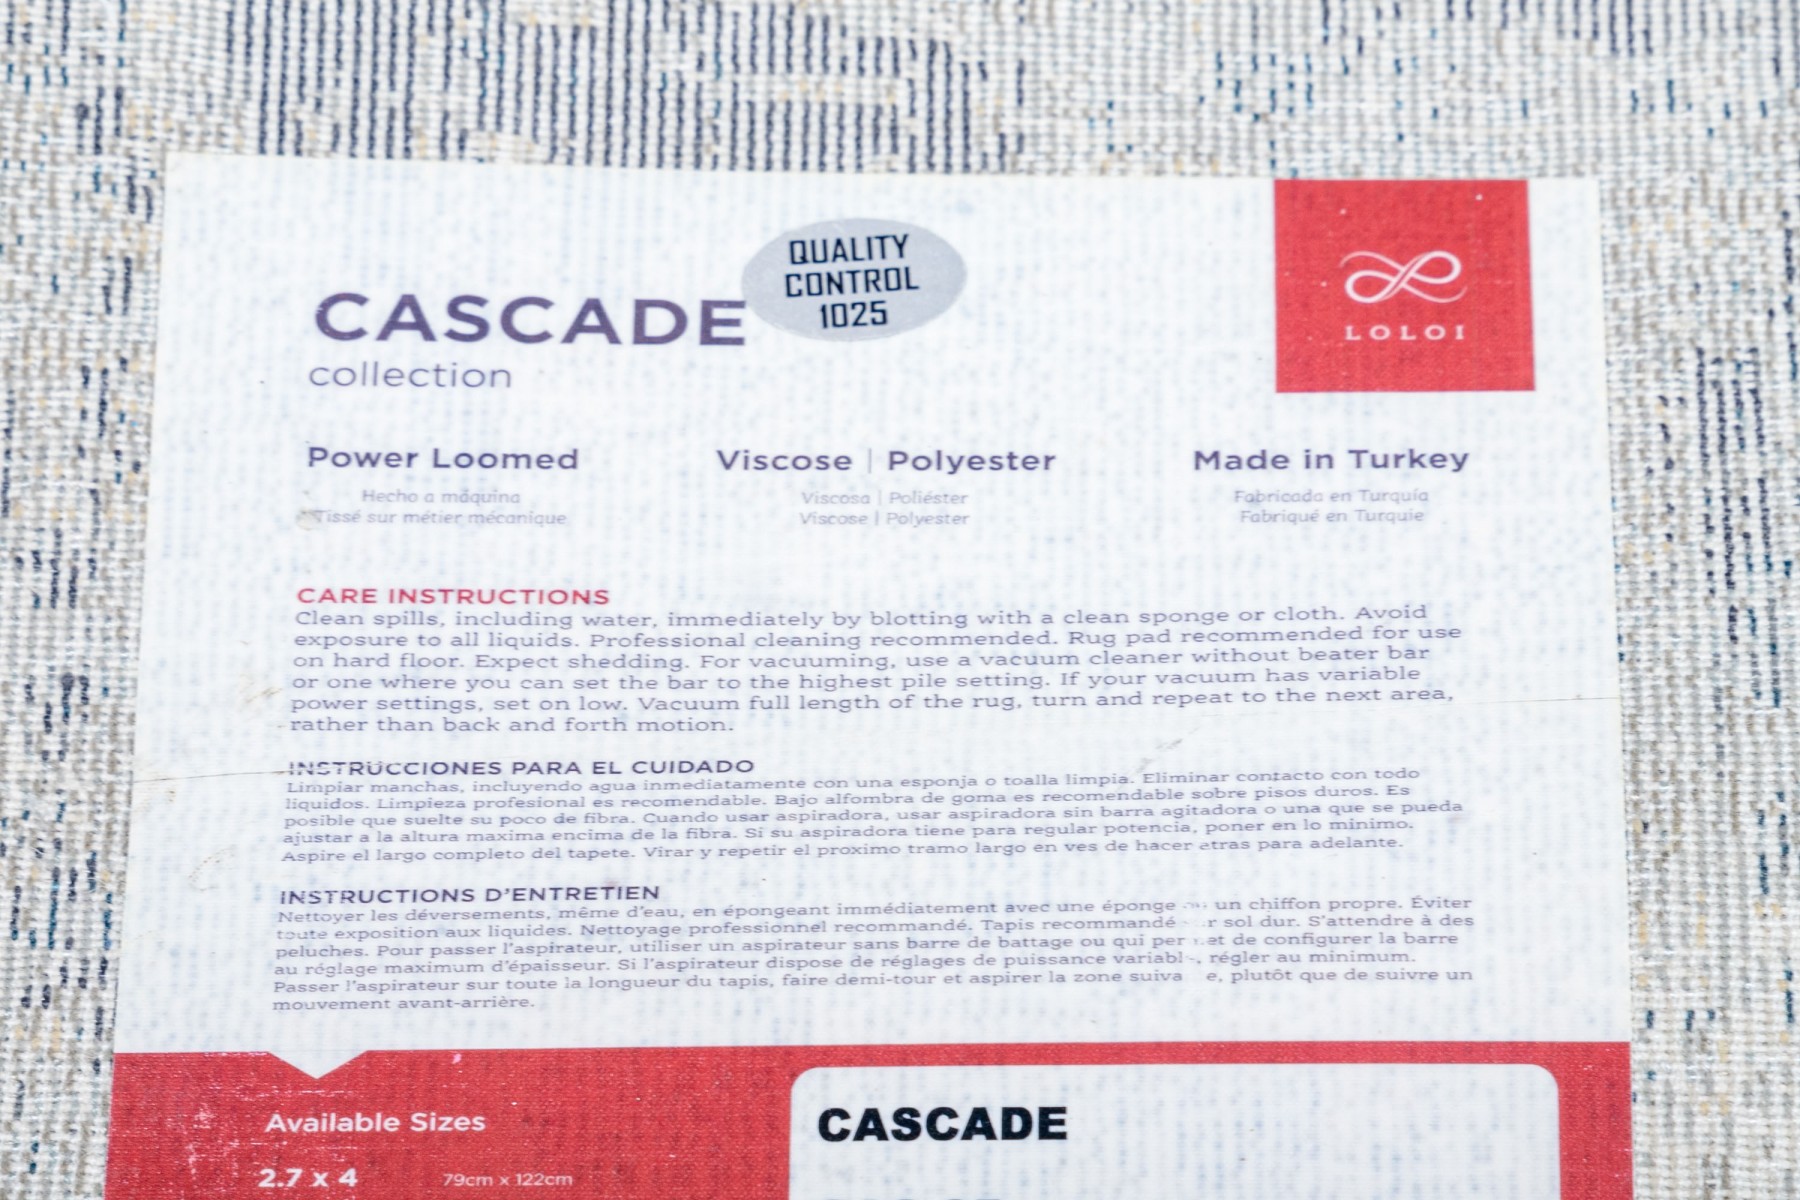 QUALITY
CONTROL
1025
CASCADE
collection
LOLOI
Power Loomed
Hecho a máquina
Tissé sur métier mécanique
Viscose | Polyester
Viscosa | Poliéster
Viscose | Polyester
Made in Turkey
Fabricada en Turquía
Fabriqué en Turquie
CARE INSTRUCTIONS
Clean spills, including water, immediately by blotting with a clean sponge or cloth. Avoid
exposure to all liquids. Professional cleaning recommended. Rug pad recommended for use
on hard floor. Expect shedding. For vacuuming, use a vacuum cleaner without beater bar
or one where you can set the bar to the highest pile setting. If your vacuum has variable
power settings, set on low. Vacuum full length of the rug, turn and repeat to the next area,
rather than back and forth motion.
INSTRUCCIONES PARA EL CUIDADO
Limpiar manchas, incluyendo agua inmediatamente con una esponja o toalla limpia. Eliminar contacto con todo
liquidos. Limpieza profesional es recomendable. Bajo alfombra de goma es recomendable sobre pisos duros. Es
posible que suelte su poco de fibra. Cuando usar aspiradora, usar aspiradora sin barra agitadora o una que se pueda
ajustar a la altura maxima encima de la fibra. Si su aspiradora tiene para regular potencia, poner en lo minimo.
Aspire el largo completo del tapete. Virar y repetir el proximo tramo largo en ves de hacer atras para adelante.
INSTRUCTIONS D'ENTRETIEN
Nettoyer les déversements, même d'eau, en épongeant immédiatement avec une éponge un chiffon propre. Éviter
toute exposition aux liquides. Nettoyage professionnel recommandé. Tapis recommandé sol dur. S'attendre à des
peluches. Pour passer l'aspirateur, utiliser un aspirateur sans barre de battage ou qui de configurer la barre
au réglage maximum d'épaisseur. Si l'aspirateur dispose de réglages de puissance régler au minimum.
Passer l'aspirateur sur toute la longueur du tapis, faire demi-tour et aspirer la zone plutôt que de suivre un
mouvement avant-arrière.
Available Sizes
2.7 x 4 79cm x 122cm
CASCADE